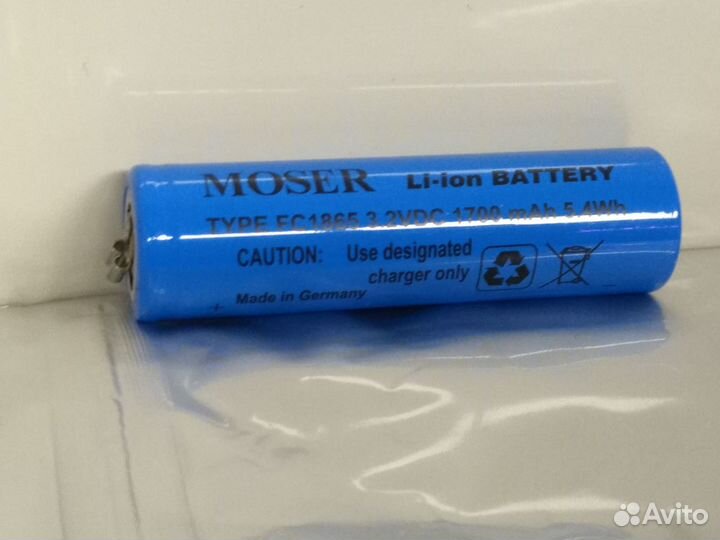 MOSER Li-ion BATTERY
TYPE FC1865 3.2VDC 1700 mAh 5.4Wh
CAUTION: Use designated
charger only
+ Made in Germany -
Avito